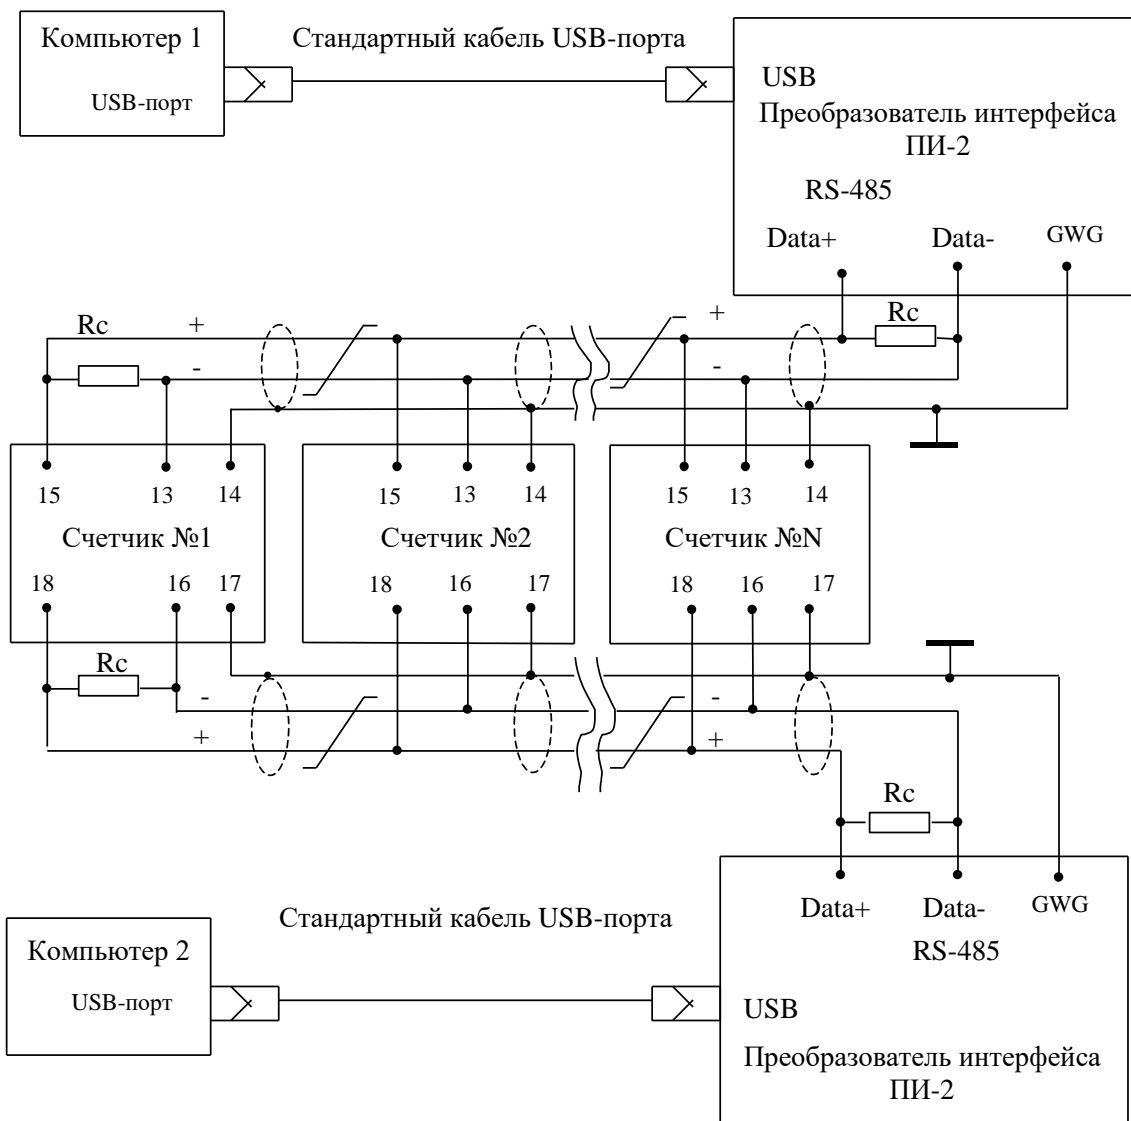 Компьютер 1
USB-порт
Стандартный кабель USB-порта
USB
Преобразователь интерфейса
ПИ-2
RS-485
Data+ Data- GWG
Rc + + Rc
- -
15 13 14 15 13 14 15 13 14
Счетчик №1 Счетчик №2 Счетчик №N
18 16 17 18 16 17 18 16 17
Rc
- -
+ +
Rc
Data+ Data- GWG
RS-485
Стандартный кабель USB-порта
Компьютер 2
USB-порт
USB
Преобразователь интерфейса
ПИ-2